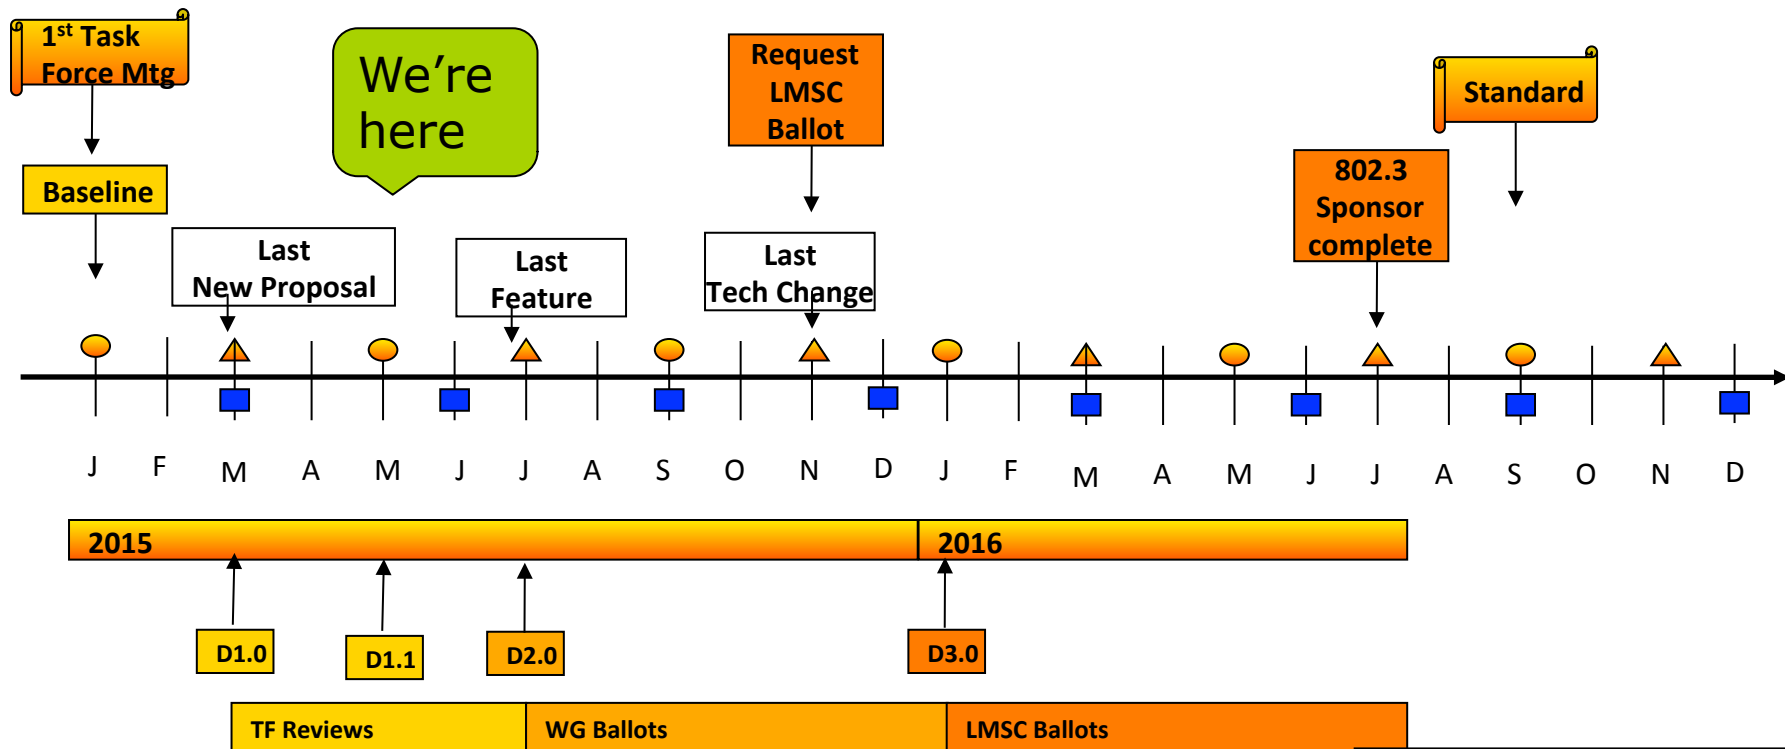 1st Task
Force Mtg
We're
here
Request
LMSC
Ballot
Standard
802.3
Sponsor
complete
Baseline
Last
New Proposal
Last
Feature
Last
Tech Change
J F M A M J J A S O N D J F M A M J J A S O N D
2015 2016
D1.0 D1.1 D2.0 D3.0
TF Reviews WG Ballots LMSC Ballots